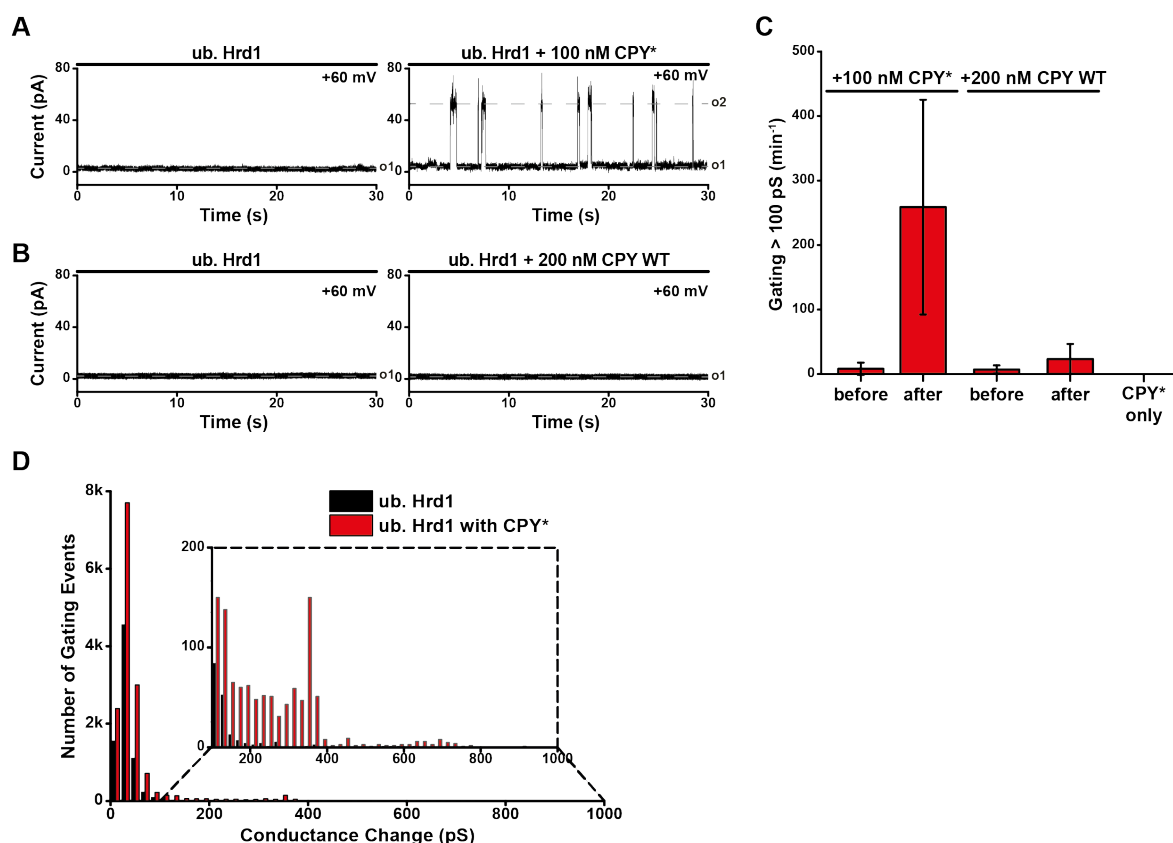 A
ub. Hrd1
ub. Hrd1 + 100 nM CPY*
+60 mV
+60 mV
80
40
0
Current (pA)
o1
0 10 20 30
Time (s)
80
40
0
o2
o1
0 10 20 30
Time (s)
B
ub. Hrd1
ub. Hrd1 + 200 nM CPY WT
+60 mV
+60 mV
80
40
0
Current (pA)
o1
0 10 20 30
Time (s)
80
40
0
o1
0 10 20 30
Time (s)
C
500
400
300
200
100
0
Gating > 100 pS (min⁻¹)
+100 nM CPY*
+200 nM CPY WT
before
after
before
after
CPY*
only
D
8k
6k
4k
2k
0
Number of Gating Events
ub. Hrd1
ub. Hrd1 with CPY*
200
100
0
200 400 600 800 1000
0 200 400 600 800 1000
Conductance Change (pS)